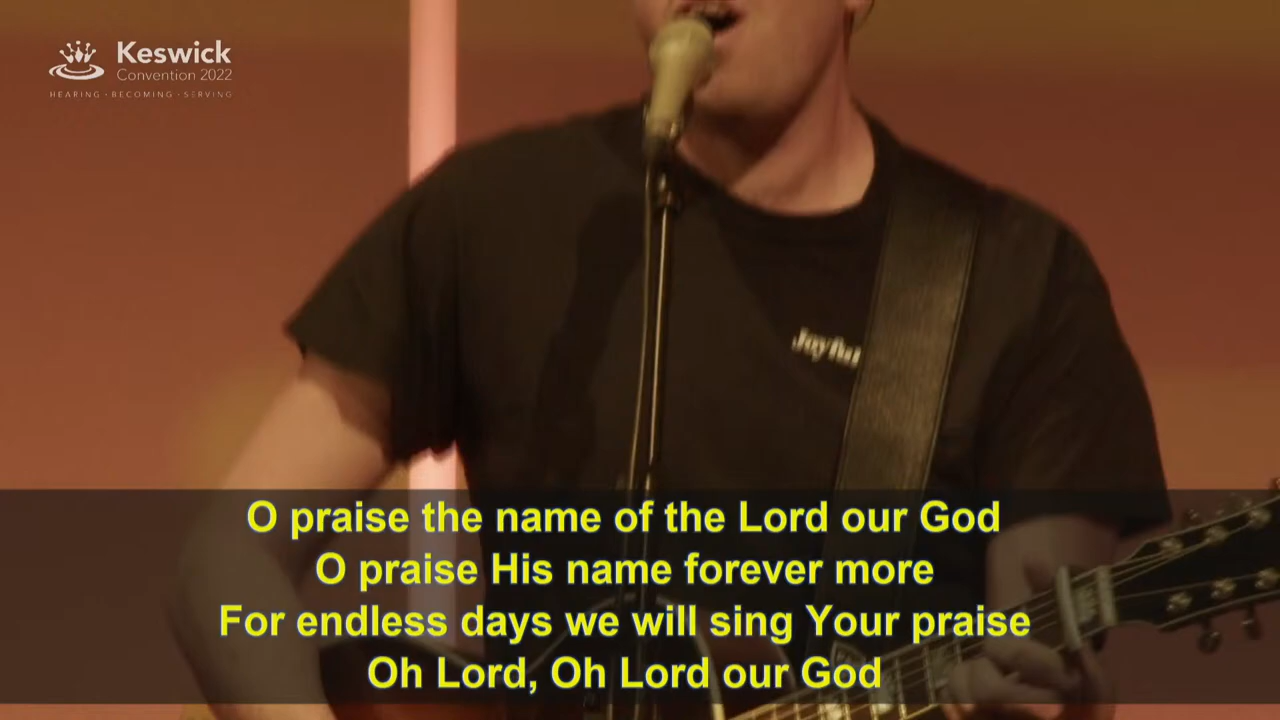 Keswick
Convention 2022
HEARING · BECOMING · SERVING
O praise the name of the Lord our God
O praise His name forever more
For endless days we will sing Your praise
Oh Lord, Oh Lord our God